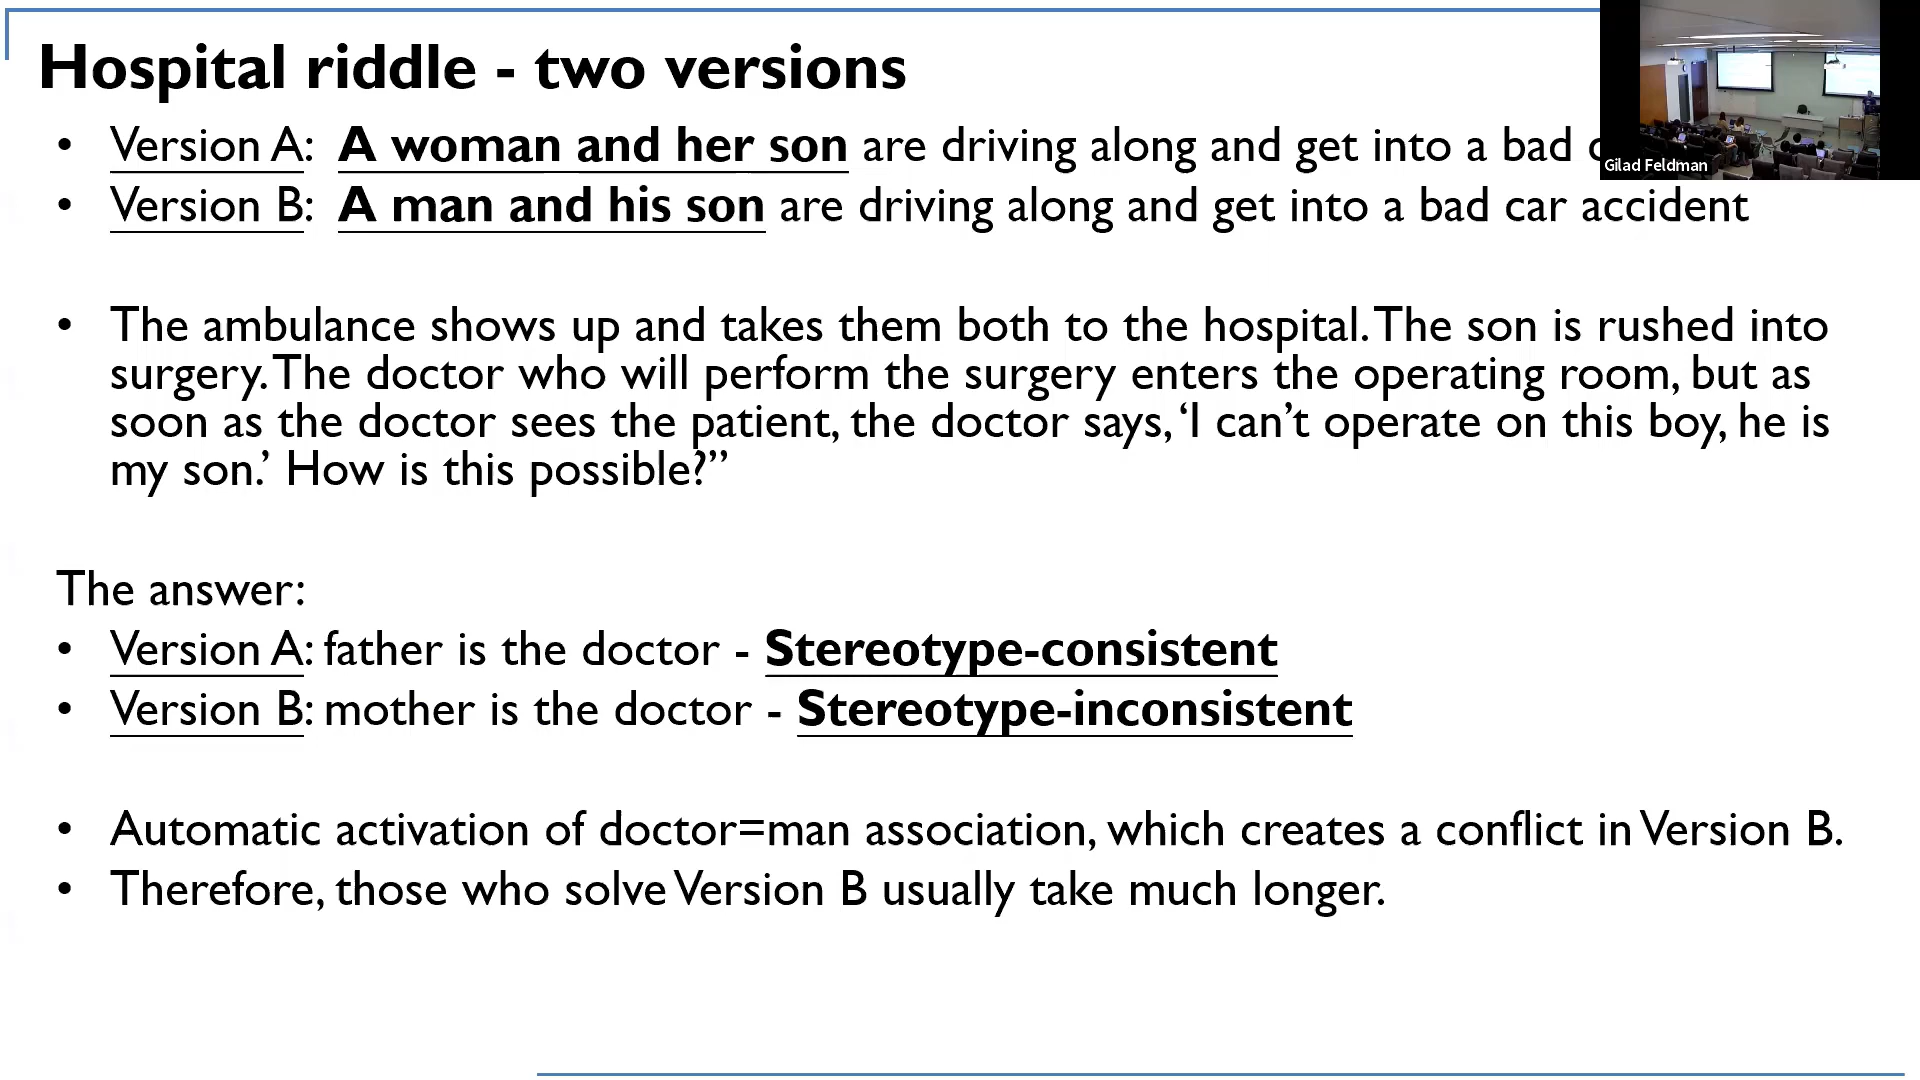 Hospital riddle - two versions
• Version A: A woman and her son are driving along and get into a bad
Gilad Feldman
• Version B: A man and his son are driving along and get into a bad car accident
• The ambulance shows up and takes them both to the hospital. The son is rushed into
surgery. The doctor who will perform the surgery enters the operating room, but as
soon as the doctor sees the patient, the doctor says, ‘I can’t operate on this boy, he is
my son.’ How is this possible?”
The answer:
• Version A: father is the doctor - Stereotype-consistent
• Version B: mother is the doctor - Stereotype-inconsistent
• Automatic activation of doctor=man association, which creates a conflict in Version B.
• Therefore, those who solve Version B usually take much longer.